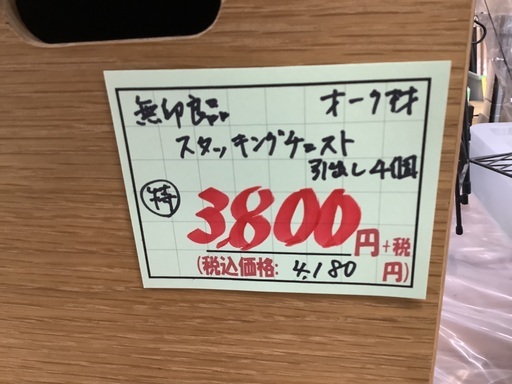 無印良品 オーク材
スタッキングチェスト
引出し4個
特 3,800円+税
(税込価格: 4,180円)